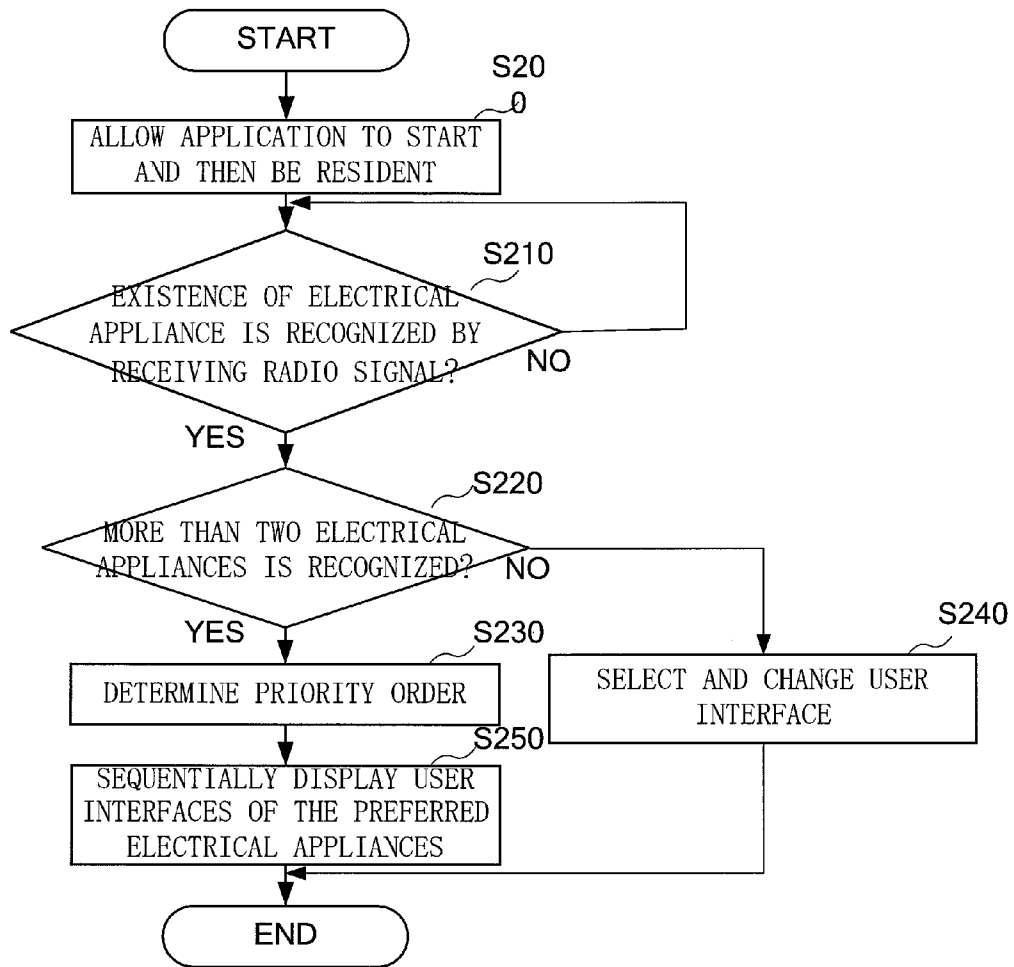 START
S20
0
ALLOW APPLICATION TO START
AND THEN BE RESIDENT
S210
EXISTENCE OF ELECTRICAL
APPLIANCE IS RECOGNIZED BY
RECEIVING RADIO SIGNAL?
NO
YES
S220
MORE THAN TWO ELECTRICAL
APPLIANCES IS RECOGNIZED?
NO
YES
S230
DETERMINE PRIORITY ORDER
S240
SELECT AND CHANGE USER
INTERFACE
S250
SEQUENTIALLY DISPLAY USER
INTERFACES OF THE PREFERRED
ELECTRICAL APPLIANCES
END